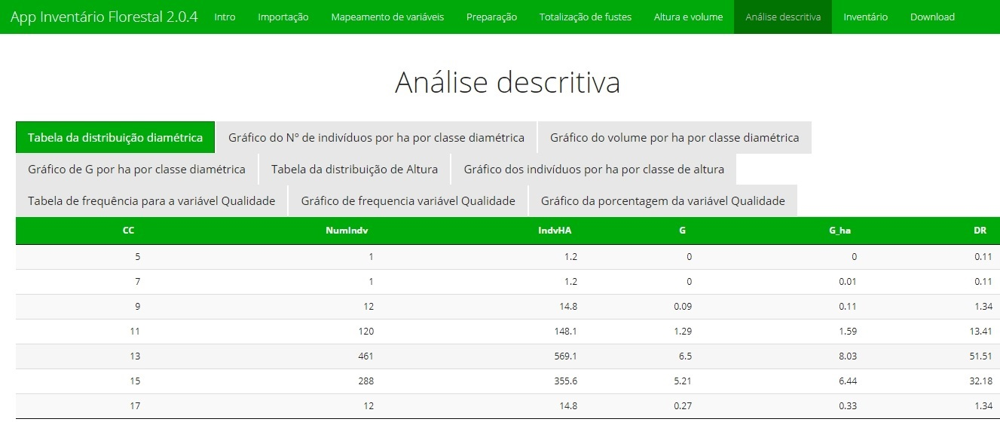 App Inventário Florestal 2.0.4 Intro Importação Mapeamento de variáveis Preparação Totalização de fustes Altura e volume Análise descritiva Inventário Download
Análise descritiva
Tabela da distribuição diamétrica Gráfico do Nº de indivíduos por ha por classe diamétrica Gráfico do volume por ha por classe diamétrica
Gráfico de G por ha por classe diamétrica Tabela da distribuição de Altura Gráfico dos indivíduos por ha por classe de altura
Tabela de frequência para a variável Qualidade Gráfico de frequencia variável Qualidade Gráfico da porcentagem da variável Qualidade
CC NumIndv IndvHA G G_ha DR
5 1 1.2 0 0 0.11
7 1 1.2 0 0.01 0.11
9 12 14.8 0.09 0.11 1.34
11 120 148.1 1.29 1.59 13.41
13 461 569.1 6.5 8.03 51.51
15 288 355.6 5.21 6.44 32.18
17 12 14.8 0.27 0.33 1.34